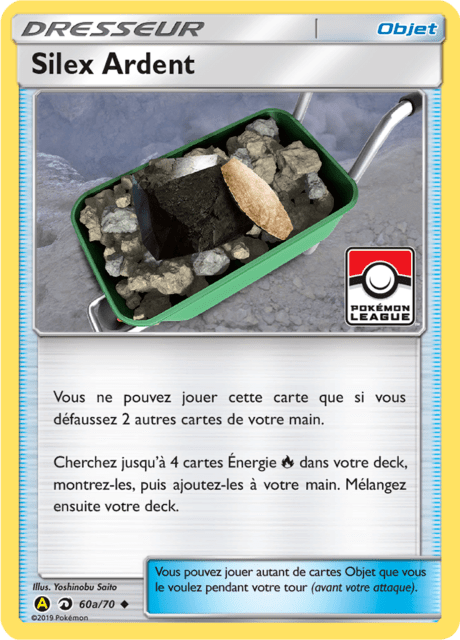 DRESSEUR
Objet
Silex Ardent
POKÉMON
LEAGUE
Vous ne pouvez jouer cette carte que si vous
défaussez 2 autres cartes de votre main.
Cherchez jusqu'à 4 cartes Énergie dans votre deck,
montrez-les, puis ajoutez-les à votre main. Mélangez
ensuite votre deck.
Vous pouvez jouer autant de cartes Objet que vous
le voulez pendant votre tour (avant votre attaque).
Illus. Yoshinobu Saito
A 60a/70
©2019 Pokémon